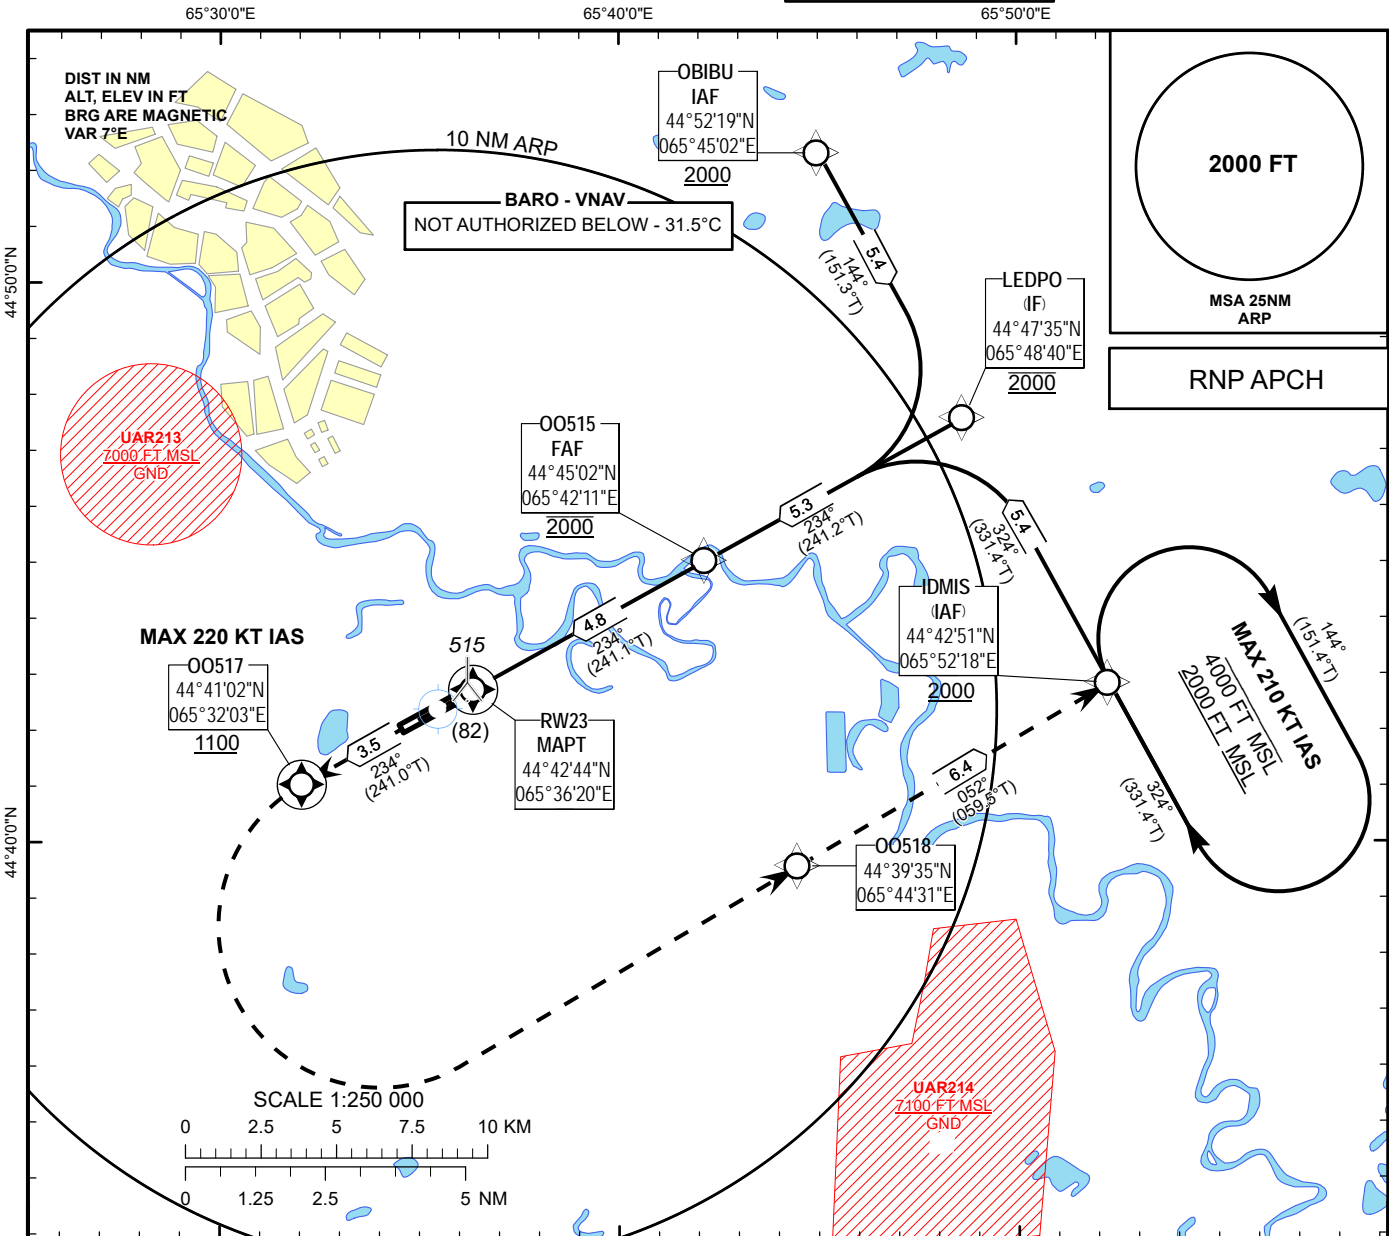 65°30'0"E
65°40'0"E
65°50'0"E
DIST IN NM
ALT, ELEV IN FT
BRG ARE MAGNETIC
VAR 7°E
10 NM ARP
OBIBU
IAF
44°52'19"N
065°45'02"E
2000
2000 FT
MSA 25NM
ARP
BARO - VNAV
NOT AUTHORIZED BELOW - 31.5°C
44°50'0"N
5.4
144°
(151.3°T)
LEDPO
(IF)
44°47'35"N
065°48'40"E
2000
RNP APCH
UAR213
7000 FT MSL
GND
OO515
FAF
44°45'02"N
065°42'11"E
2000
5.3
234°
(241.2°T)
5.4
324°
(331.4°T)
IDMIS
(IAF)
44°42'51"N
065°52'18"E
2000
4.8
234°
(241.1°T)
144°
(151.4°T)
MAX 210 KT IAS
4000 FT MSL
2000 FT MSL
324°
(331.4°T)
MAX 220 KT IAS
OO517
44°41'02"N
065°32'03"E
1100
515
(82)
RW23
MAPT
44°42'44"N
065°36'20"E
3.5
234°
(241.0°T)
6.4
052°
(059.5°T)
44°40'0"N
OO518
44°39'35"N
065°44'31"E
UAR214
7100 FT MSL
GND
SCALE 1:250 000
0 2.5 5 7.5 10 KM
0 1.25 2.5 5 NM